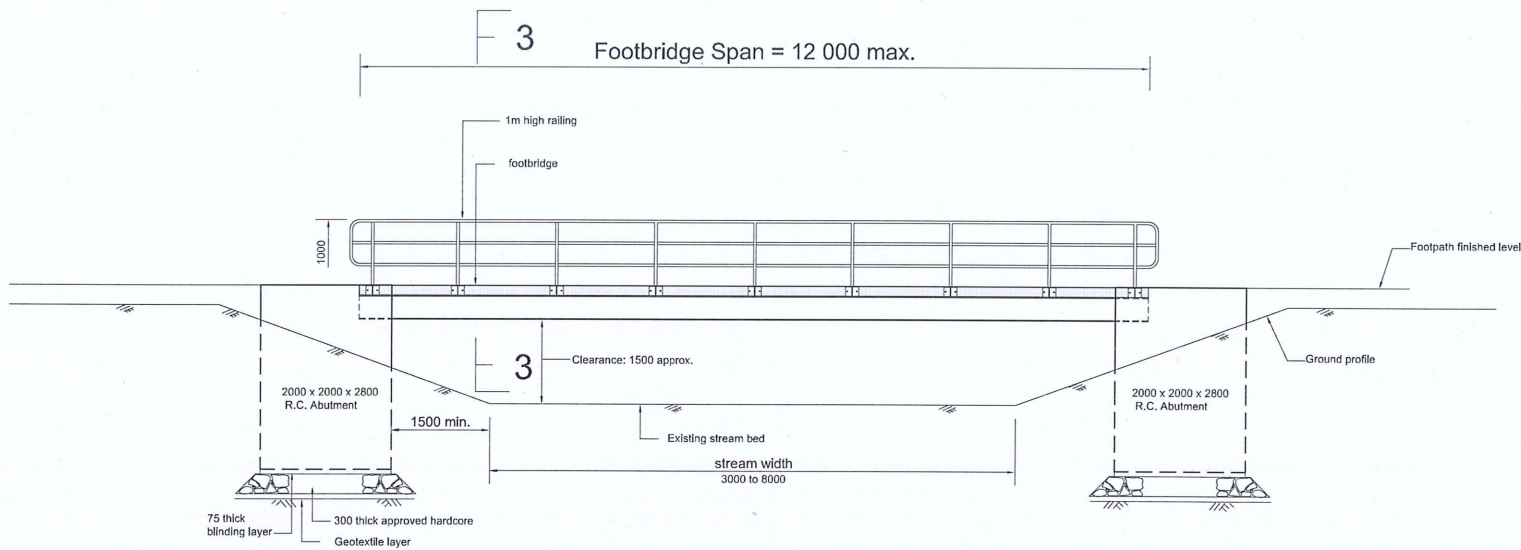 3
Footbridge Span = 12 000 max.
1m high railing
footbridge
1000
Footpath finished level
3
Clearance: 1500 approx.
Ground profile
2000 x 2000 x 2800
R.C. Abutment
2000 x 2000 x 2800
R.C. Abutment
1500 min.
Existing stream bed
stream width
3000 to 8000
75 thick
blinding layer
300 thick approved hardcore
Geotextile layer